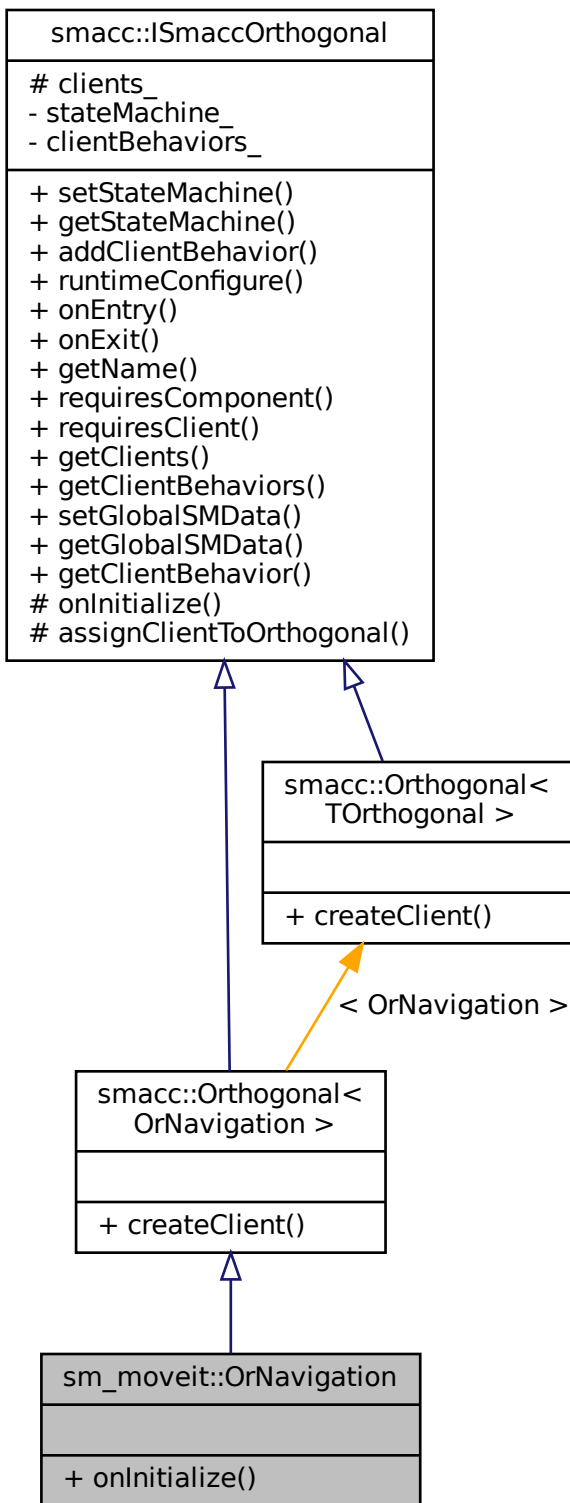 smacc::ISmaccOrthogonal
# clients_
- stateMachine_
- clientBehaviors_
+ setStateMachine()
+ getStateMachine()
+ addClientBehavior()
+ runtimeConfigure()
+ onEntry()
+ onExit()
+ getName()
+ requiresComponent()
+ requiresClient()
+ getClients()
+ getClientBehaviors()
+ setGlobalSMData()
+ getGlobalSMData()
+ getClientBehavior()
# onInitialize()
# assignClientToOrthogonal()
smacc::Orthogonal<
TOrthogonal >
+ createClient()
< OrNavigation >
smacc::Orthogonal<
OrNavigation >
+ createClient()
sm_moveit::OrNavigation
+ onInitialize()